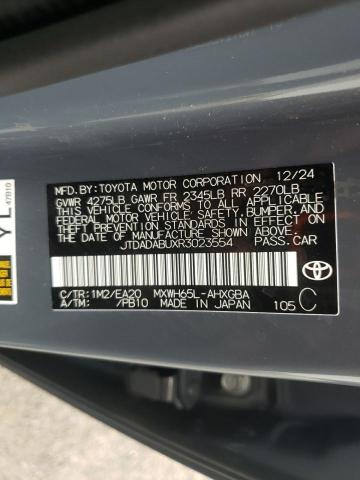 MFD. BY: TOYOTA MOTOR CORPORATION 12/24
GVWR 4275LB GAWR FR 2345LB RR 2270LB
THIS VEHICLE CONFORMS TO ALL APPLICABLE
FEDERAL MOTOR VEHICLE SAFETY, BUMPER, AND
THEFT PREVENTION STANDARDS IN EFFECT ON
THE DATE OF MANUFACTURE SHOWN ABOVE.
JTDADABUXR3023554 PASS.CAR
C/TR: 1M2/EA20 MXWH65L-AHXGBA
A/TM: /PB10 MADE IN JAPAN 105 C
47B10
YL